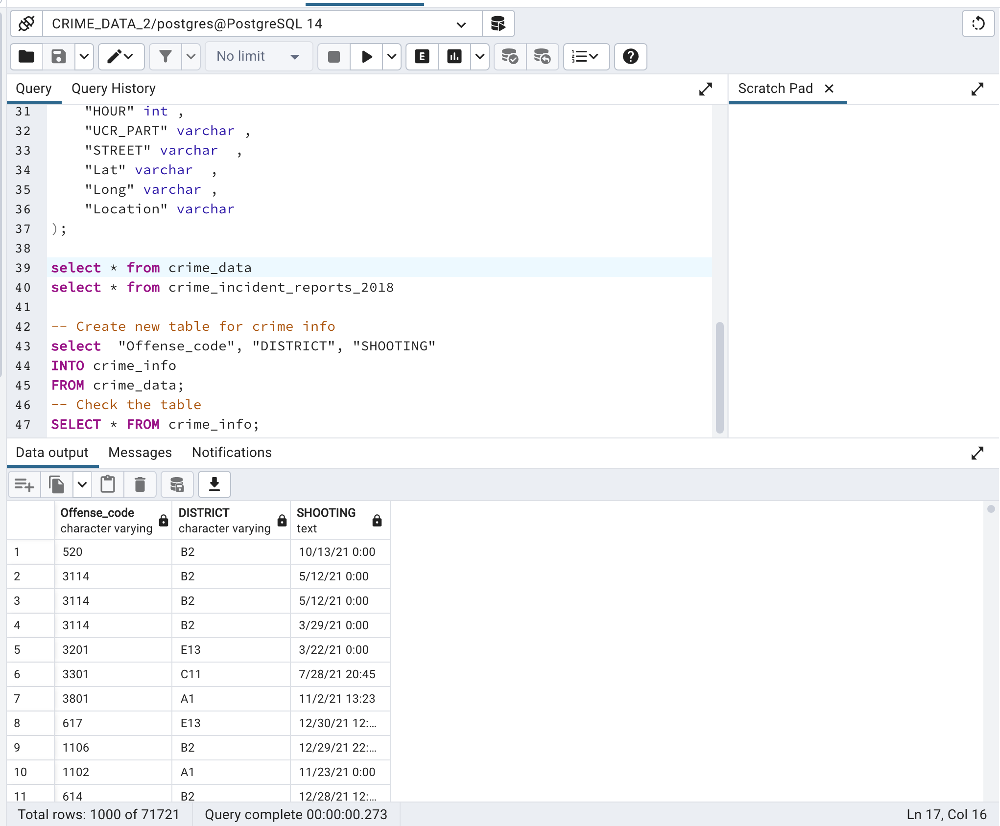 CRIME_DATA_2/postgres@PostgreSQL 14
No limit
E
Query Query History Scratch Pad
31 "HOUR" int ,
32 "UCR_PART" varchar ,
33 "STREET" varchar ,
34 "Lat" varchar ,
35 "Long" varchar ,
36 "Location" varchar
37 );
38
39 select * from crime_data
40 select * from crime_incident_reports_2018
41
42 -- Create new table for crime info
43 select "Offense_code", "DISTRICT", "SHOOTING"
44 INTO crime_info
45 FROM crime_data;
46 -- Check the table
47 SELECT * FROM crime_info;
Data output Messages Notifications
Offense_code DISTRICT SHOOTING
character varying character varying text
1 520 B2 10/13/21 0:00
2 3114 B2 5/12/21 0:00
3 3114 B2 5/12/21 0:00
4 3114 B2 3/29/21 0:00
5 3201 E13 3/22/21 0:00
6 3301 C11 7/28/21 20:45
7 3801 A1 11/2/21 13:23
8 617 E13 12/30/21 12:...
9 1106 B2 12/29/21 22:...
10 1102 A1 11/23/21 0:00
11 614 B2 12/28/21 12:...
Total rows: 1000 of 71721 Query complete 00:00:00.273 Ln 17, Col 16